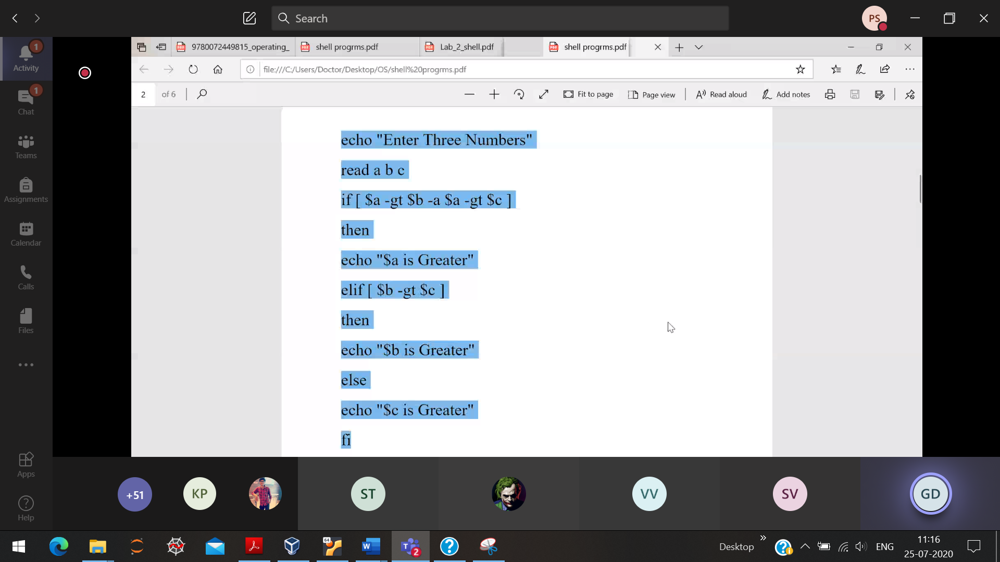 Search
PS
9780072449815_operating_
shell progrms.pdf
Lab_2_shell.pdf
shell progrms.pdf
file:///C:/Users/Doctor/Desktop/OS/shell%20progrms.pdf
2 of 6
Fit to page
Page view
Read aloud
Add notes
1
Activity
1
Chat
Teams
Assignments
Calendar
Calls
Files
Apps
Help
echo "Enter Three Numbers"
read a b c
if [ $a -gt $b -a $a -gt $c ]
then
echo "$a is Greater"
elif [ $b -gt $c ]
then
echo "$b is Greater"
else
echo "$c is Greater"
fi
+51
KP
ST
VV
SV
GD
64
W
T
2
Desktop
ENG
11:16
25-07-2020